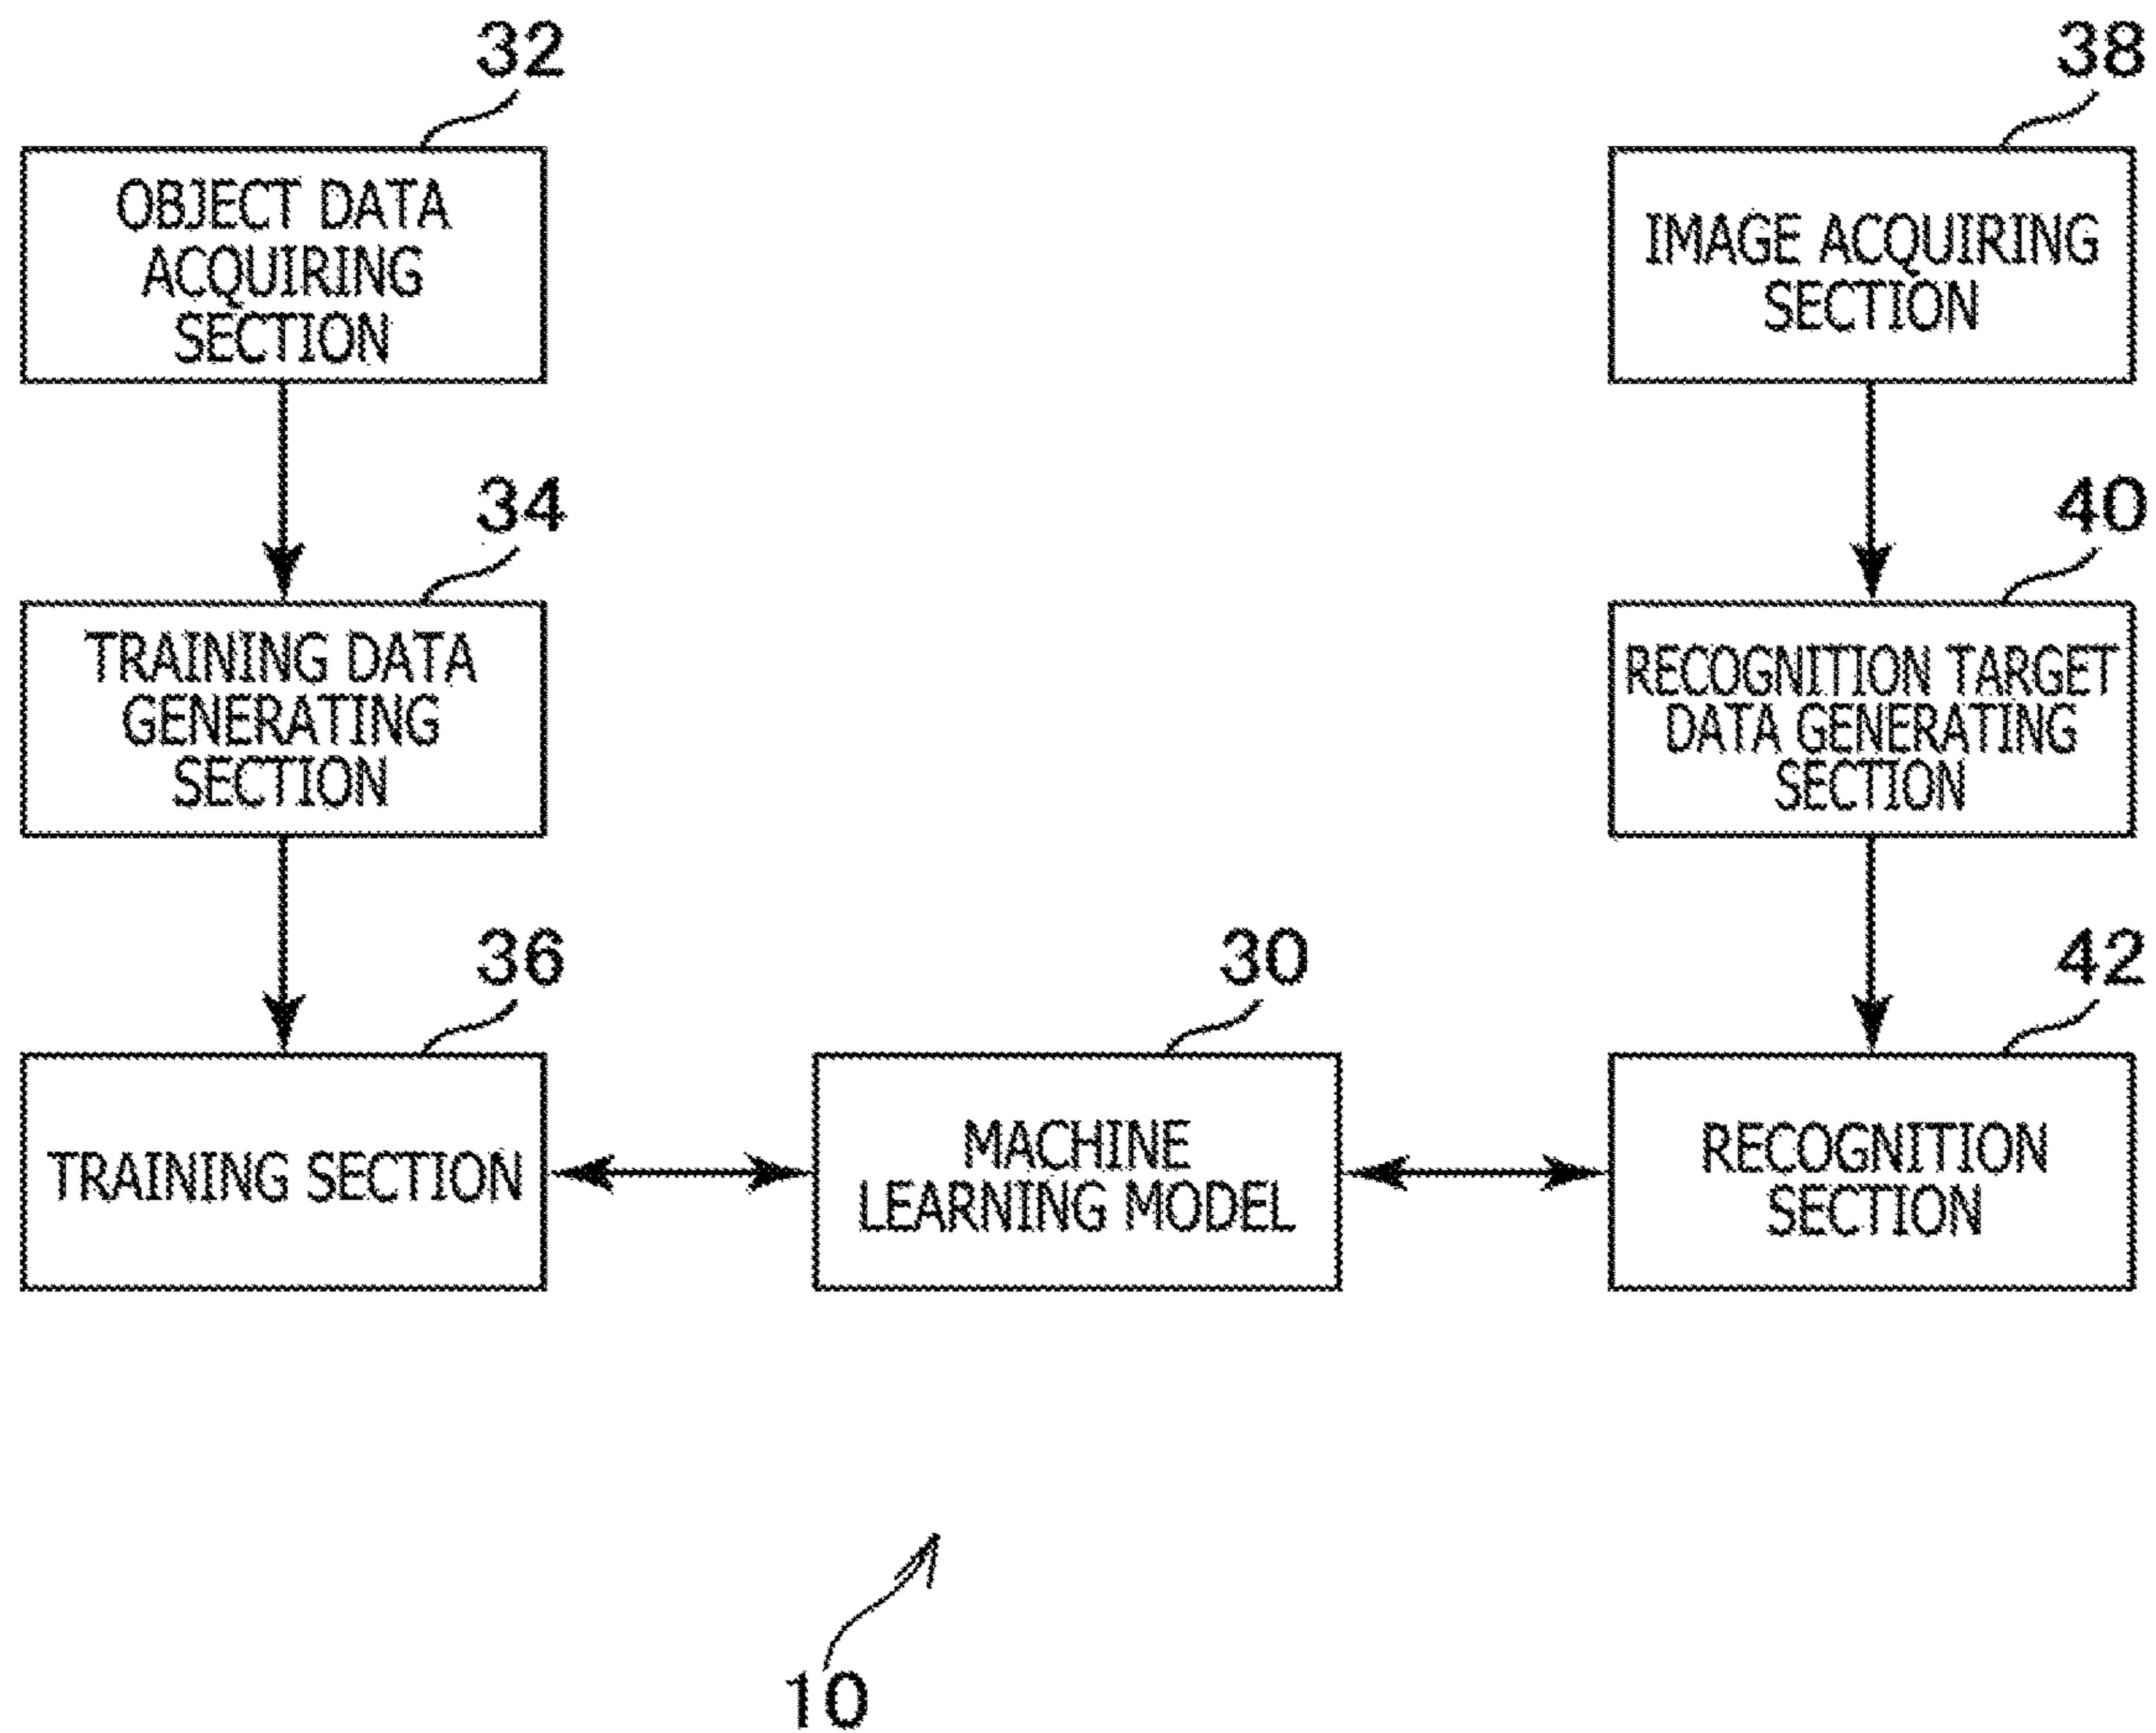 32
OBJECT DATA
ACQUIRING
SECTION
34
TRAINING DATA
GENERATING
SECTION
36
TRAINING SECTION
30
MACHINE
LEARNING MODEL
38
IMAGE ACQUIRING
SECTION
40
RECOGNITION TARGET
DATA GENERATING
SECTION
42
RECOGNITION
SECTION
10